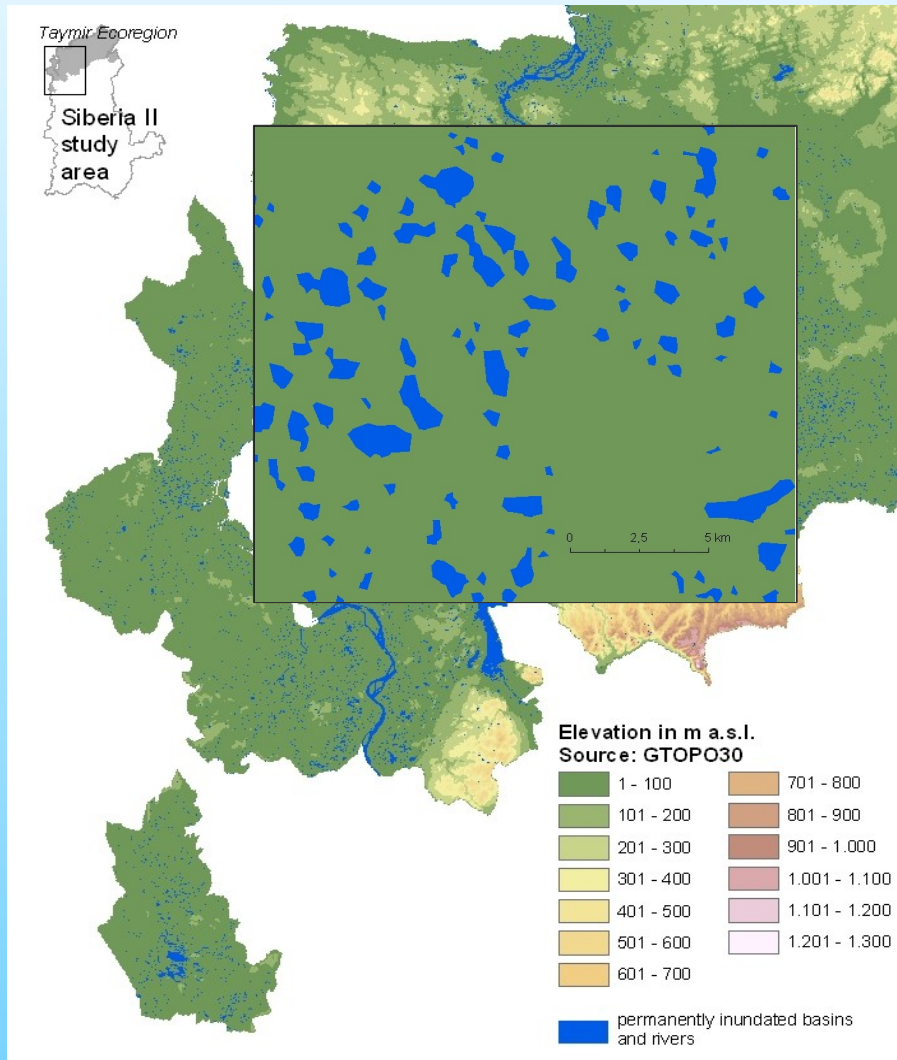 Taymir Ecoregion
Siberia II
study
area
0 2,5 5 km
Elevation in m a.s.l.
Source: GTOPO30
1 - 100
101 - 200
201 - 300
301 - 400
401 - 500
501 - 600
601 - 700
701 - 800
801 - 900
901 - 1.000
1.001 - 1.100
1.101 - 1.200
1.201 - 1.300
permanently inundated basins
and rivers